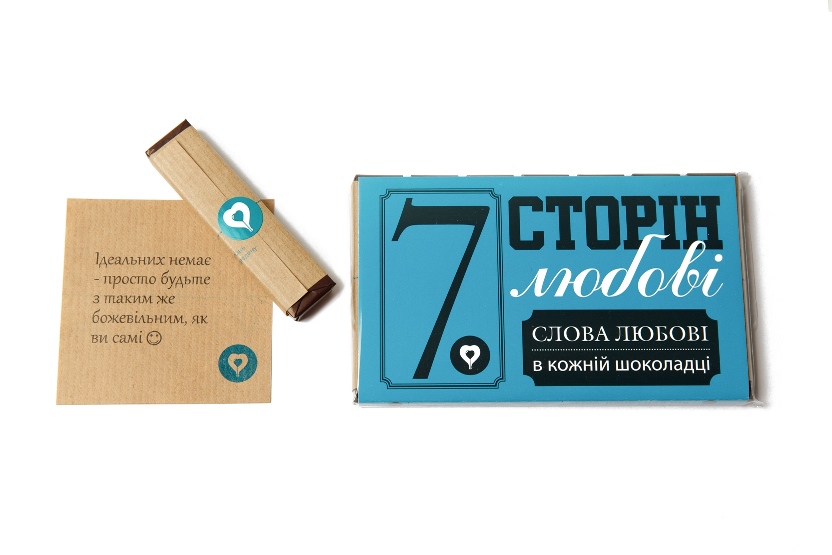 Ідеальних немає
- просто будьте
з таким же
божевільним, як
ви самі ☺
7
СТОРІН
любові
СЛОВА ЛЮБОВІ
в кожній шоколадці